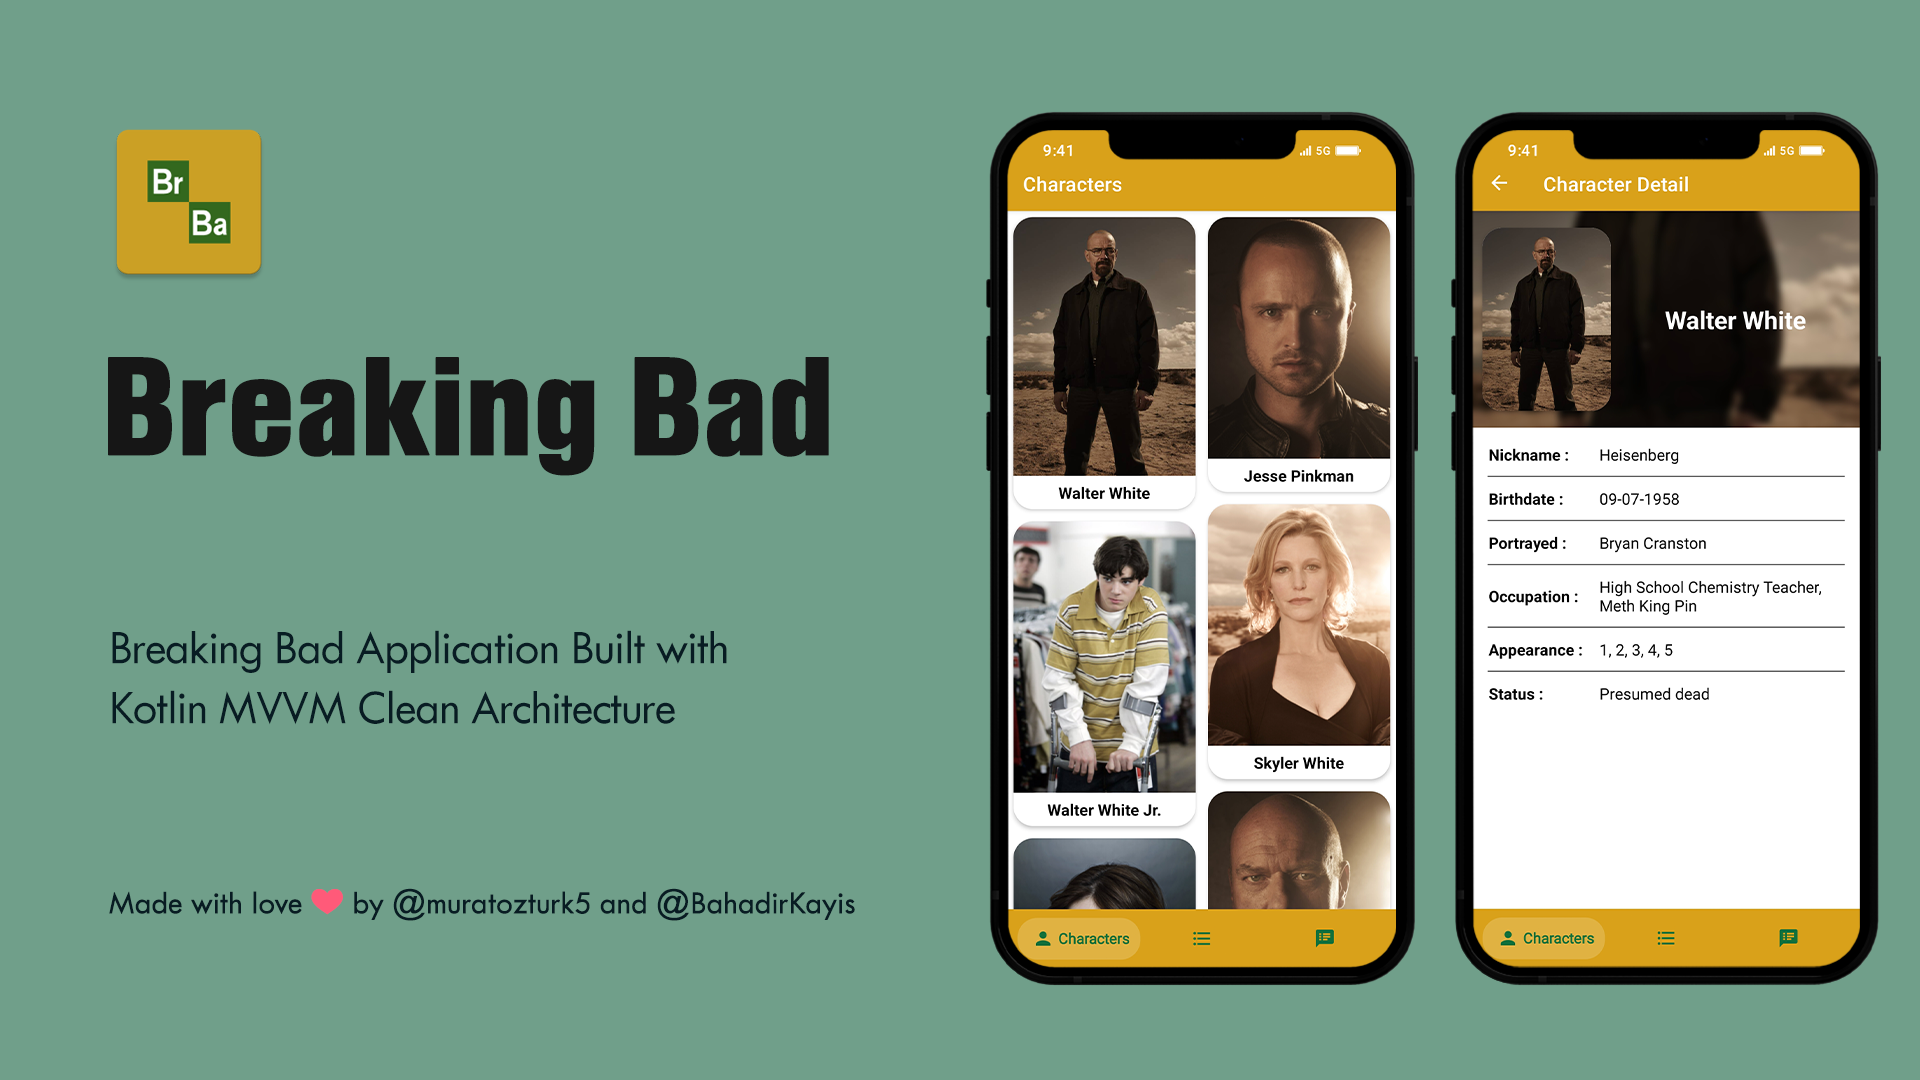 Br
Ba
Breaking Bad
Breaking Bad Application Built with
Kotlin MVVM Clean Architecture
Made with love by @muratozturk5 and @BahadirKayis
9:41
5G
Characters
Walter White
Jesse Pinkman
Walter White Jr.
Skyler White
Characters
9:41
5G
Character Detail
Walter White
Nickname : Heisenberg
Birthdate : 09-07-1958
Portrayed : Bryan Cranston
Occupation : High School Chemistry Teacher,
Meth King Pin
Appearance : 1, 2, 3, 4, 5
Status : Presumed dead
Characters